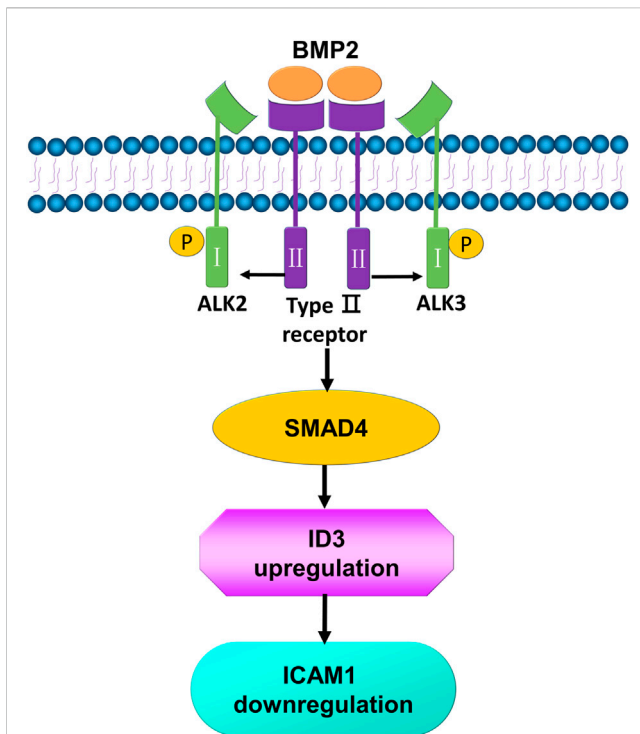 BMP2
P
I
II
II
I
P
ALK2
Type II
receptor
ALK3
SMAD4
ID3
upregulation
ICAM1
downregulation